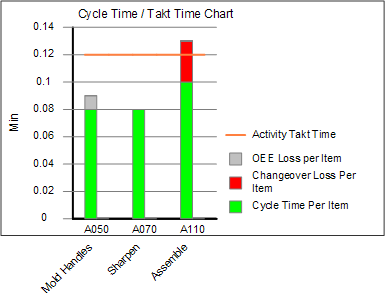 Cycle Time / Takt Time Chart
0.14
0.12
0.1
0.08
0.06
0.04
0.02
0
Min
A050
A070
A110
Mold Handles
Sharpen
Assemble
Activity Takt Time
OEE Loss per Item
Changeover Loss Per
Item
Cycle Time Per Item